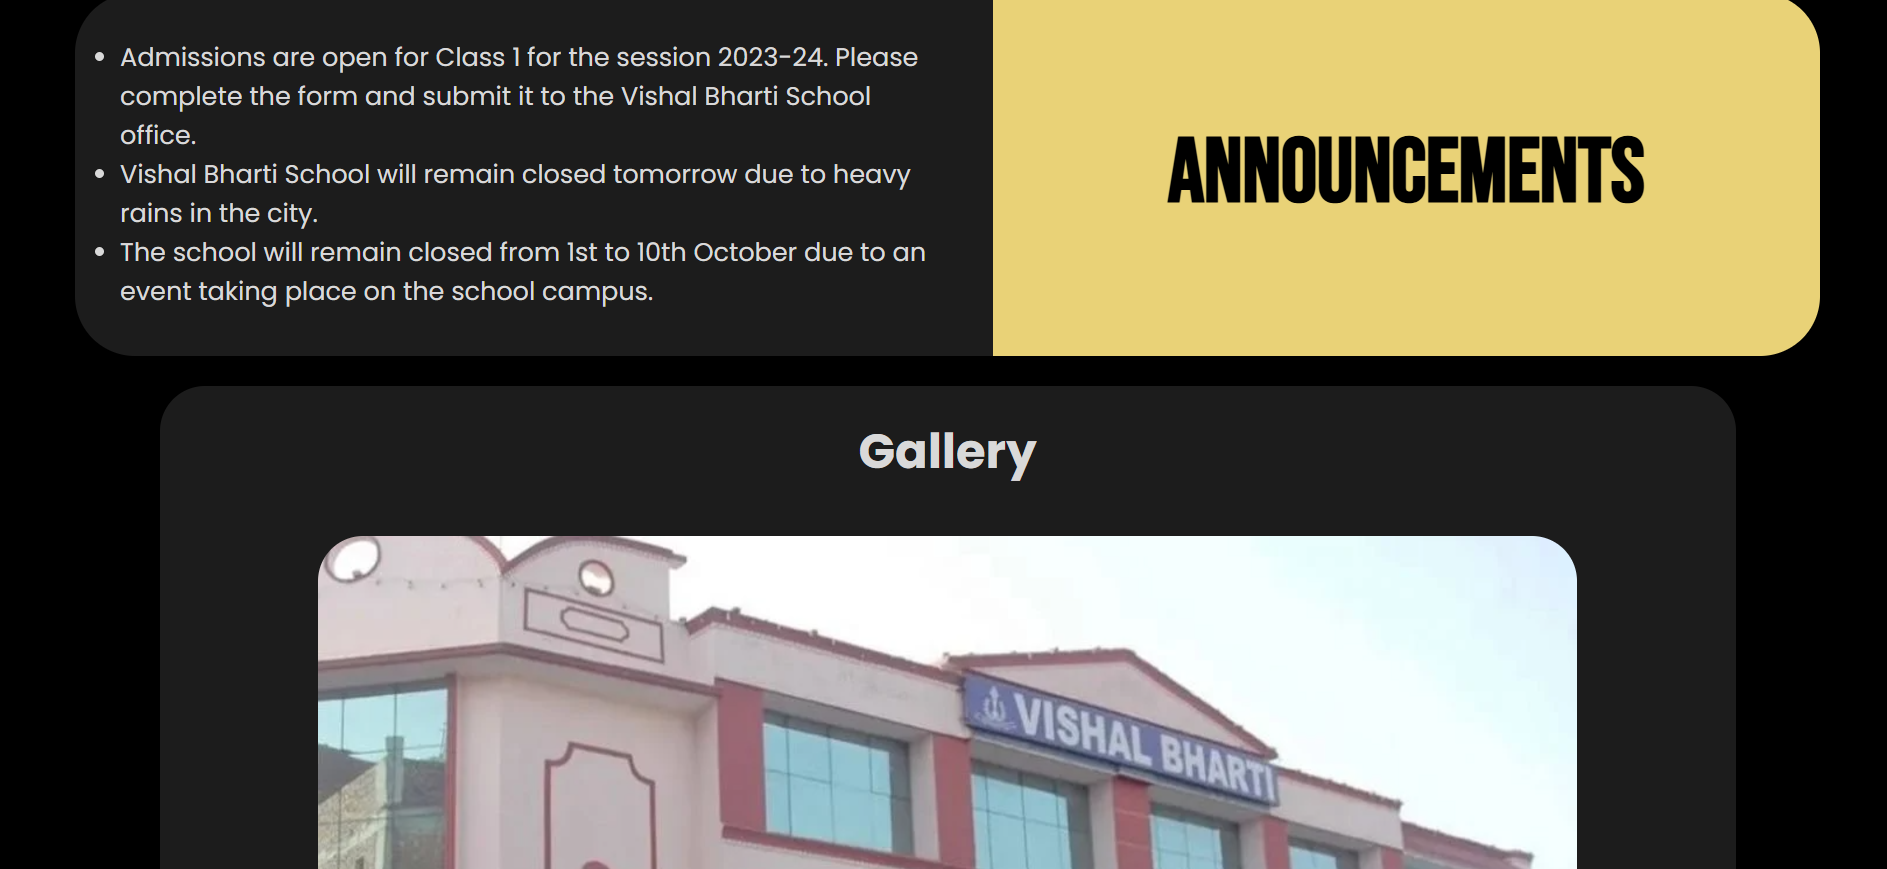 Admissions are open for Class 1 for the session 2023-24. Please
complete the form and submit it to the Vishal Bharti School
office.
Vishal Bharti School will remain closed tomorrow due to heavy
rains in the city.
The school will remain closed from 1st to 10th October due to an
event taking place on the school campus.
ANNOUNCEMENTS
Gallery
VISHAL BHARTI